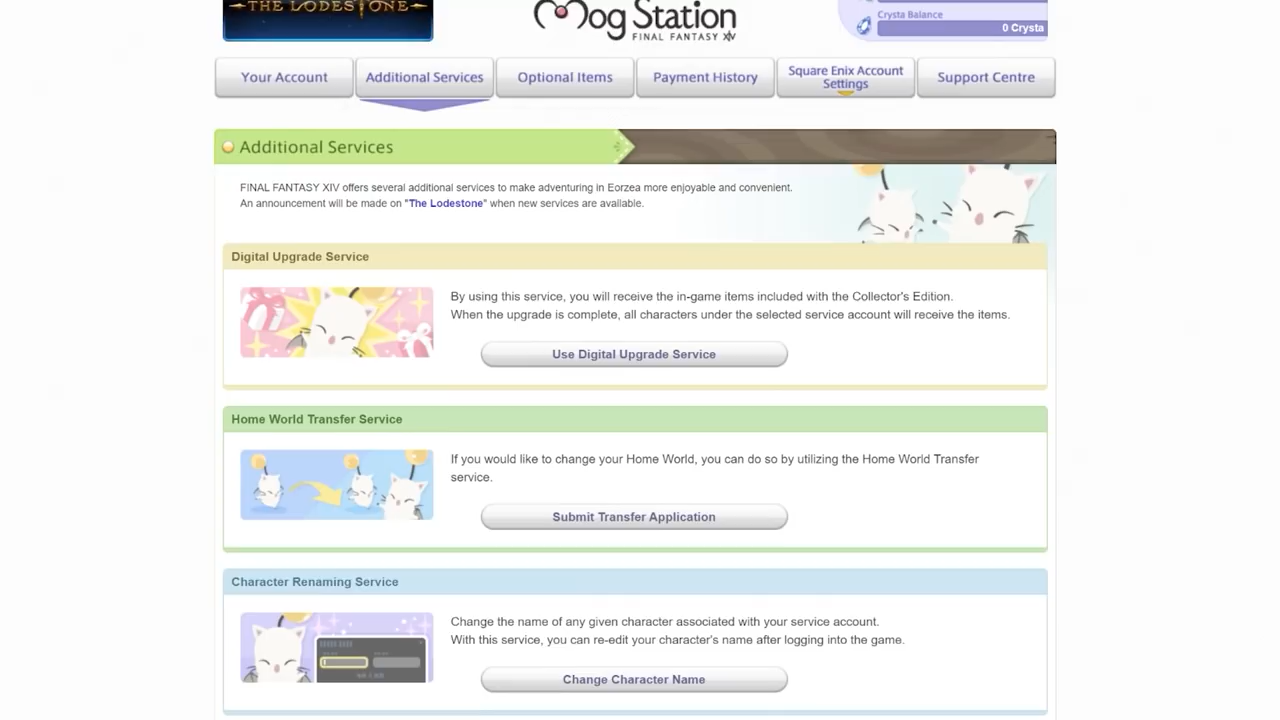 THE LODESTONE
Mog Station
FINAL FANTASY XIV
Crysta Balance
0 Crysta
Your Account
Additional Services
Optional Items
Payment History
Square Enix Account
Settings
Support Centre
Additional Services
FINAL FANTASY XIV offers several additional services to make adventuring in Eorzea more enjoyable and convenient.
An announcement will be made on "The Lodestone" when new services are available.
Digital Upgrade Service
By using this service, you will receive the in-game items included with the Collector's Edition.
When the upgrade is complete, all characters under the selected service account will receive the items.
Use Digital Upgrade Service
Home World Transfer Service
If you would like to change your Home World, you can do so by utilizing the Home World Transfer
service.
Submit Transfer Application
Character Renaming Service
Change the name of any given character associated with your service account.
With this service, you can re-edit your character's name after logging into the game.
Change Character Name